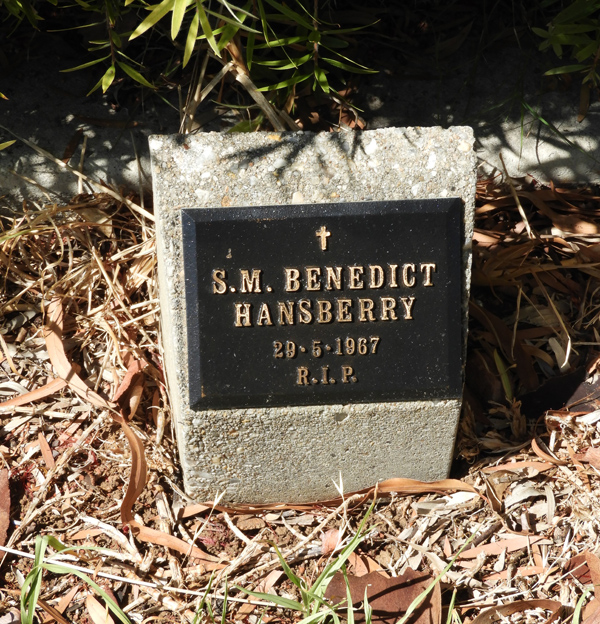 S.M. BENEDICT
HANSBERRY
29·5·1967
R.I.P.